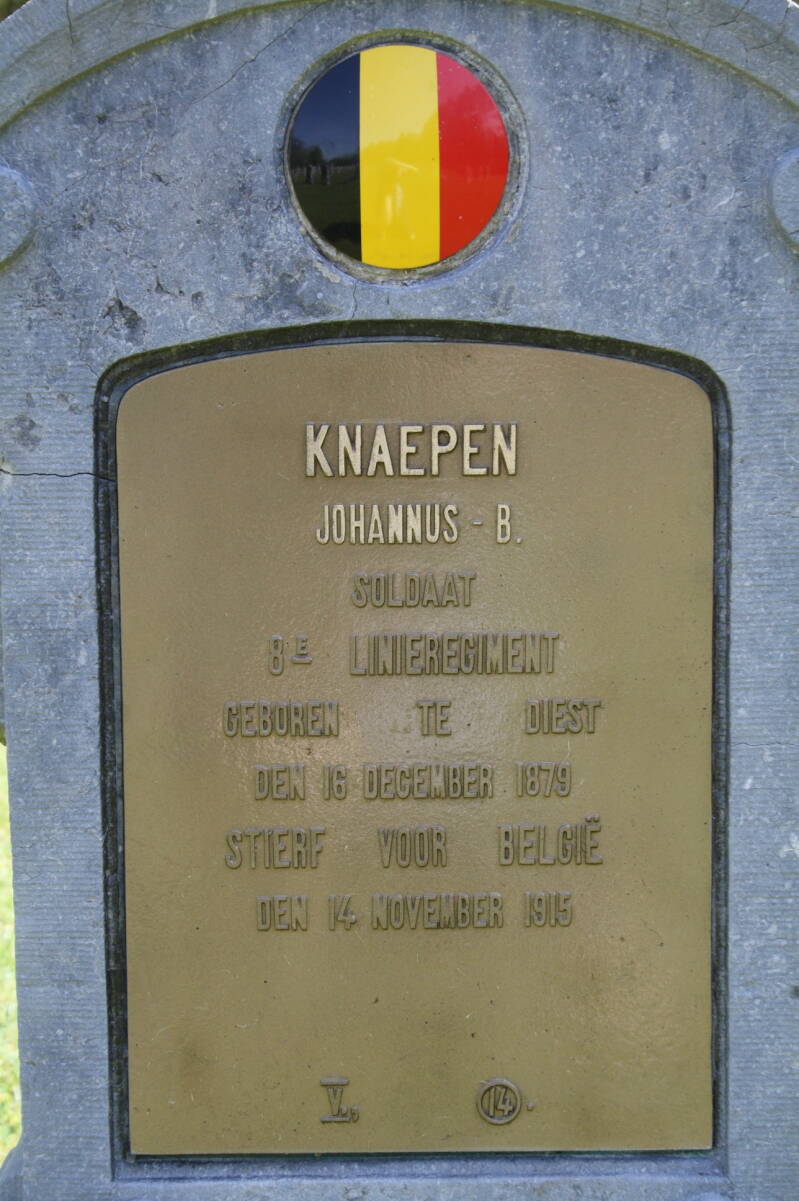 KNAEPEN
JOHANNUS - B.
SOLDAAT
8E LINIEREGIMENT
GEBOREN TE DIEST
DEN 16 DECEMBER 1879
STIERF VOOR BELGIË
DEN 14 NOVEMBER 1915
V., 14.